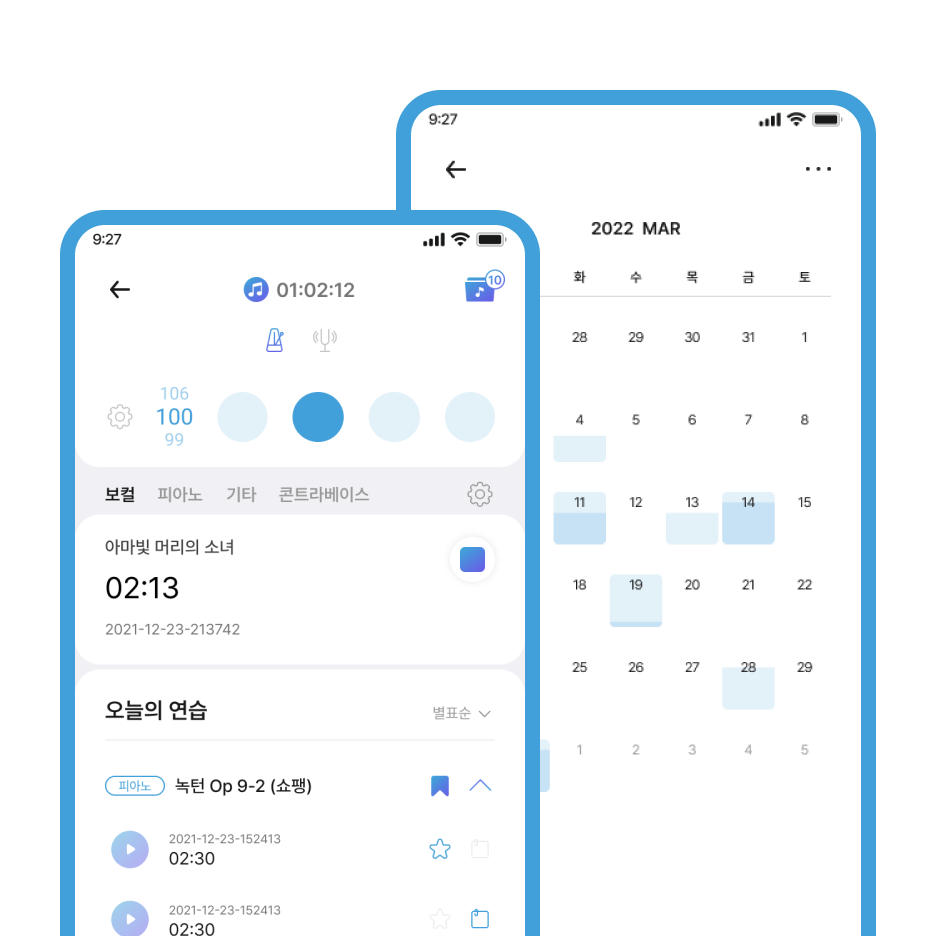 9:27
2022 MAR
화 수 목 금 토
28 29 30 31 1
4 5 6 7 8
11 12 13 14 15
18 19 20 21 22
25 26 27 28 29
1 2 3 4 5
9:27
01:02:12
10
106
100
99
보컬 피아노 기타 콘트라베이스
아마빛 머리의 소녀
02:13
2021-12-23-213742
오늘의 연습
별표순
피아노 녹턴 Op 9-2 (쇼팽)
2021-12-23-152413
02:30
2021-12-23-152413
02:30